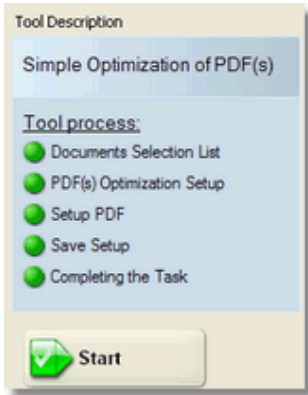 Tool Description
Simple Optimization of PDF(s)
Tool process:
Documents Selection List
PDF(s) Optimization Setup
Setup PDF
Save Setup
Completing the Task
Start